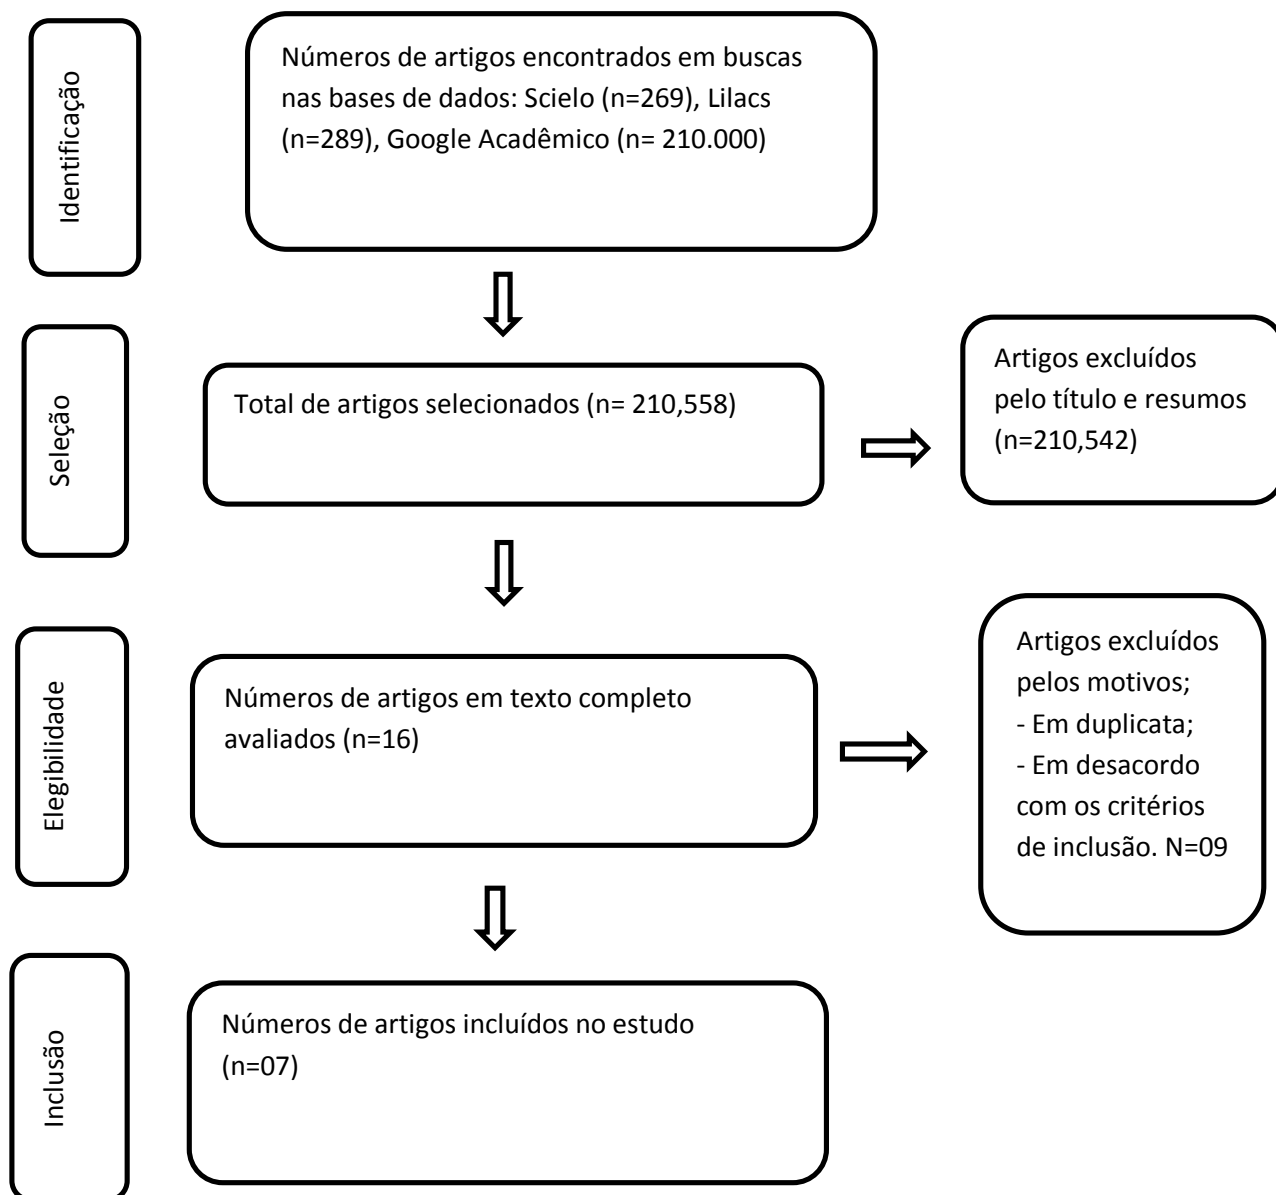 Identificação
Números de artigos encontrados em buscas
nas bases de dados: Scielo (n=269), Lilacs
(n=289), Google Acadêmico (n= 210.000)
Seleção
Total de artigos selecionados (n= 210,558)
Artigos excluídos
pelo título e resumos
(n=210,542)
Elegibilidade
Números de artigos em texto completo
avaliados (n=16)
Artigos excluídos
pelos motivos;
- Em duplicata;
- Em desacordo
com os critérios
de inclusão. N=09
Inclusão
Números de artigos incluídos no estudo
(n=07)